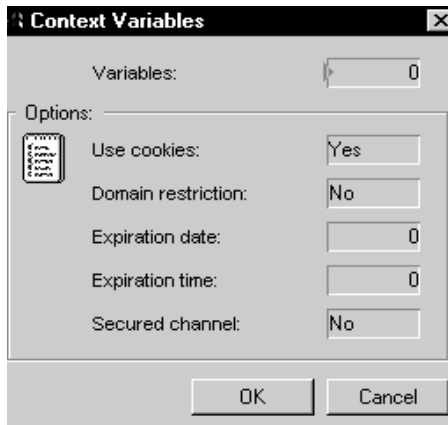 Context Variables
Variables: 0
Options:
Use cookies: Yes
Domain restriction: No
Expiration date: 0
Expiration time: 0
Secured channel: No
OK Cancel